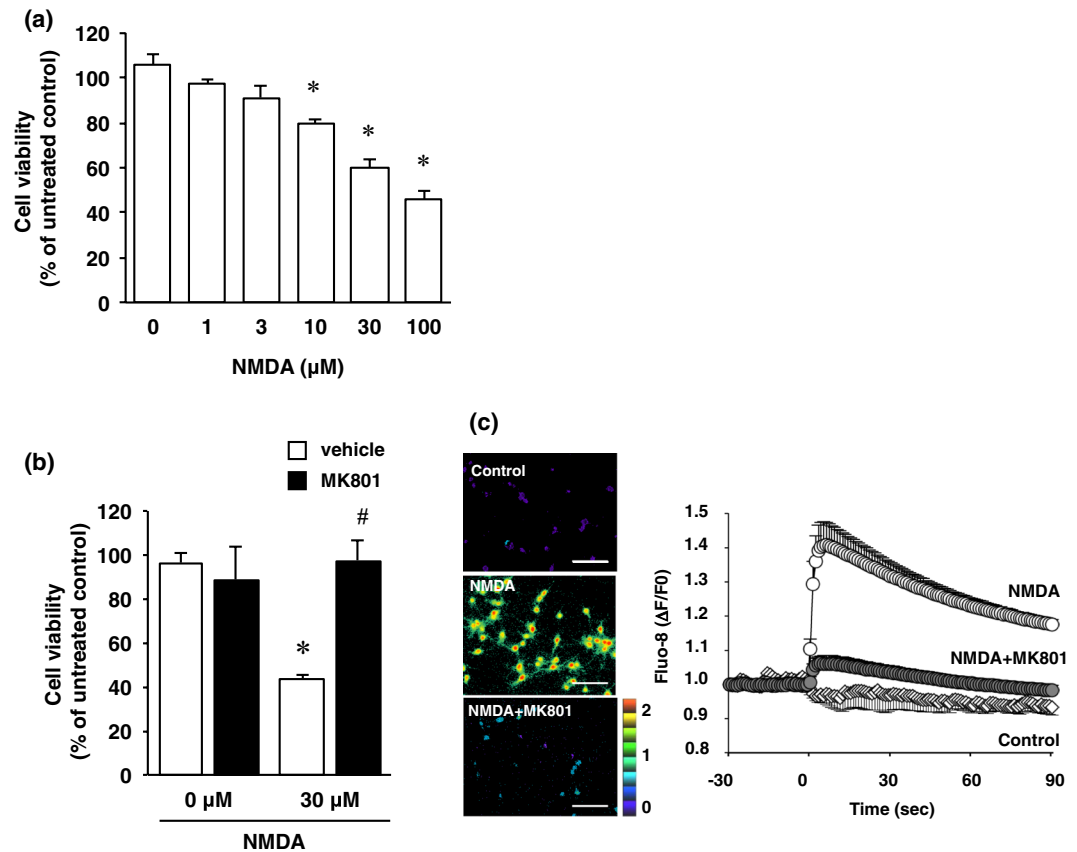 (a)
Cell viability
(% of untreated control)
120
100
80
60
40
20
0
*
*
*
0 1 3 10 30 100
NMDA (µM)
(b)
vehicle
MK801
Cell viability
(% of untreated control)
120
100
80
60
40
20
0
*
#
0 µM 30 µM
NMDA
(c)
Control
NMDA
NMDA+MK801
2
1
0
Fluo-8 (ΔF/F0)
1.5
1.4
1.3
1.2
1.1
1.0
0.9
0.8
NMDA
NMDA+MK801
Control
-30 0 30 60 90
Time (sec)